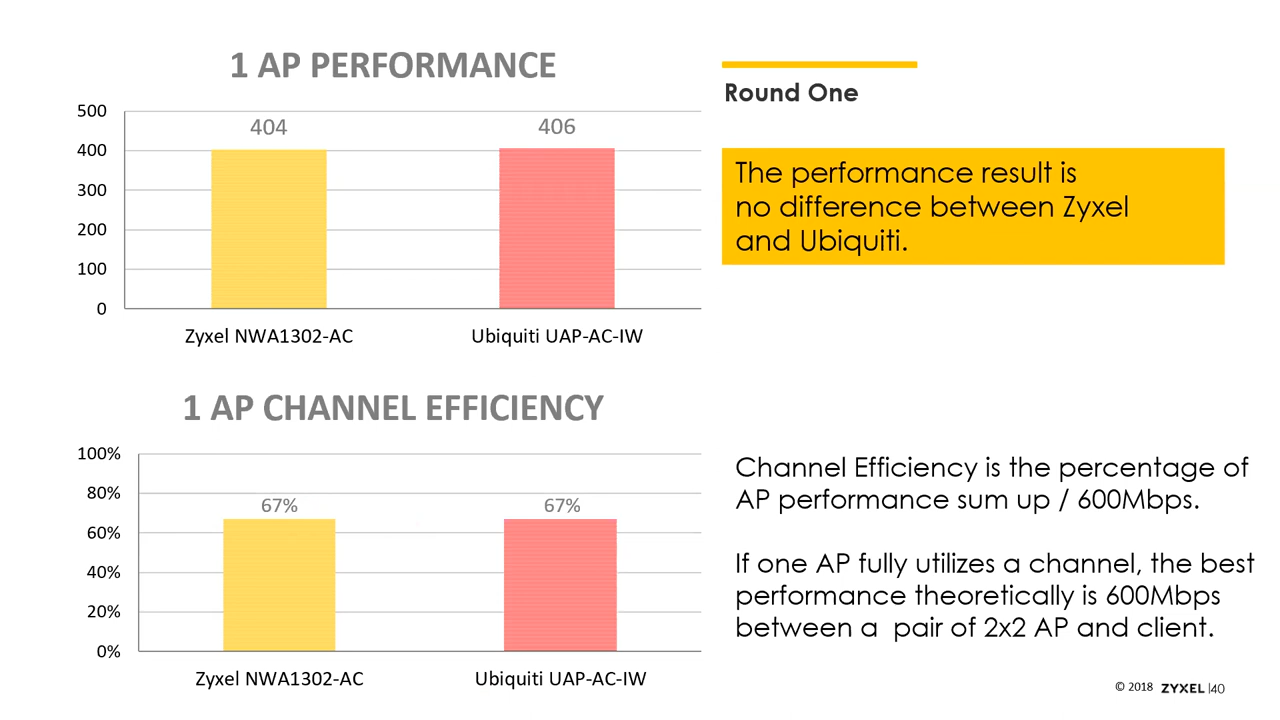 1 AP PERFORMANCE
500
400
300
200
100
0
404
406
Zyxel NWA1302-AC
Ubiquiti UAP-AC-IW
Round One
The performance result is
no difference between Zyxel
and Ubiquiti.
1 AP CHANNEL EFFICIENCY
100%
80%
60%
40%
20%
0%
67%
67%
Zyxel NWA1302-AC
Ubiquiti UAP-AC-IW
Channel Efficiency is the percentage of
AP performance sum up / 600Mbps.
If one AP fully utilizes a channel, the best
performance theoretically is 600Mbps
between a  pair of 2x2 AP and client.
© 2018 ZYXEL |40